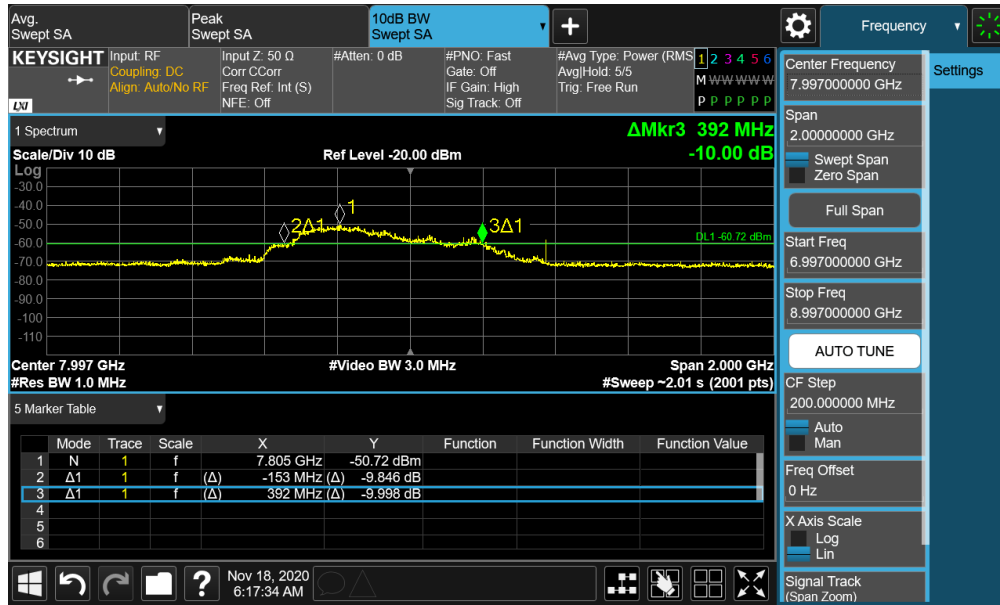 Avg.
Swept SA
Peak
Swept SA
10dB BW
Swept SA
Frequency
KEYSIGHT
LXI
Input: RF
Coupling: DC
Align: Auto/No RF
Input Z: 50 Ω
Corr CCorr
Freq Ref: Int (S)
NFE: Off
#Atten: 0 dB
#PNO: Fast
Gate: Off
IF Gain: High
Sig Track: Off
#Avg Type: Power (RMS
Avg|Hold: 5/5
Trig: Free Run
1 2 3 4 5 6
M W W W W W
P P P P P P
1 Spectrum
ΔMkr3 392 MHz
-10.00 dB
Scale/Div 10 dB
Ref Level -20.00 dBm
Log
-30.0
-40.0
-50.0
-60.0
-70.0
-80.0
-90.0
-100
-110
1
2Δ1
3Δ1
DL1 -60.72 dBm
Center 7.997 GHz
#Video BW 3.0 MHz
Span 2.000 GHz
#Res BW 1.0 MHz
#Sweep ~2.01 s (2001 pts)
5 Marker Table
Mode Trace Scale X Y Function Function Width Function Value
1 N 1 f 7.805 GHz -50.72 dBm
2 Δ1 1 f (Δ) -153 MHz (Δ) -9.846 dB
3 Δ1 1 f (Δ) 392 MHz (Δ) -9.998 dB
4
5
6
?
Nov 18, 2020
6:17:34 AM
Center Frequency
7.997000000 GHz
Span
2.00000000 GHz
Swept Span
Zero Span
Full Span
Start Freq
6.997000000 GHz
Stop Freq
8.997000000 GHz
AUTO TUNE
CF Step
200.000000 MHz
Auto
Man
Freq Offset
0 Hz
X Axis Scale
Log
Lin
Signal Track
(Span Zoom)
Settings